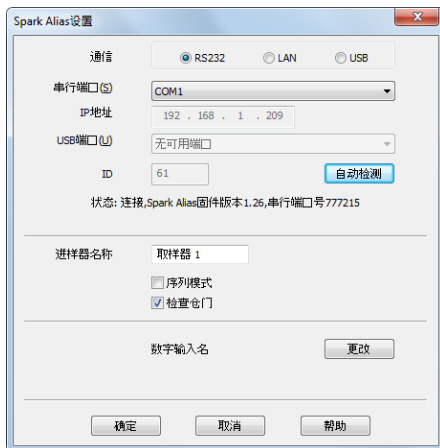 Spark Alias设置
通信 RS232 LAN USB
串行端口(S) COM1
IP地址 192 . 168 . 1 . 209
USB端口(U) 无可用端口
ID 61 自动检测
状态: 连接,Spark Alias固件版本1.26,串行端口号777215
进样器名称 取样器 1
序列模式
检查仓门
数字输入名 更改
确定 取消 帮助